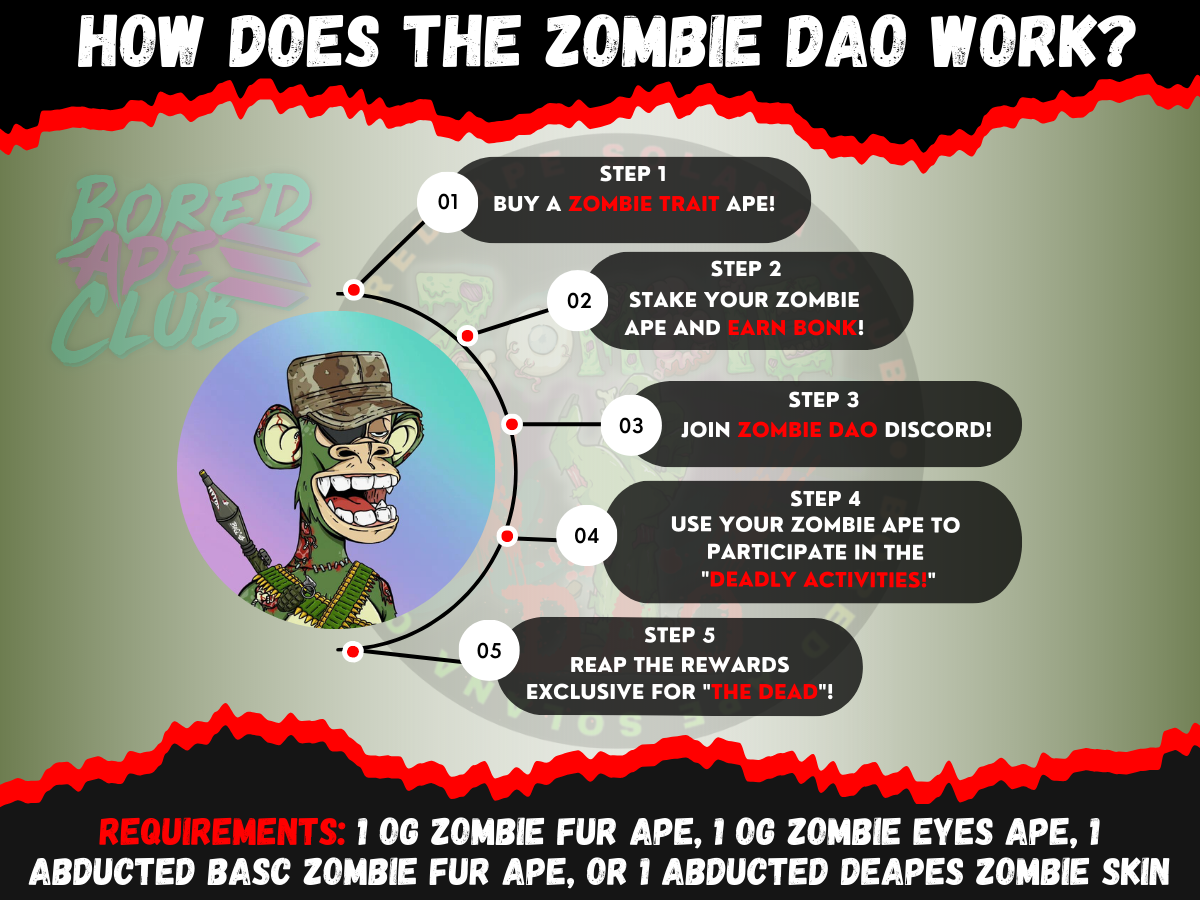 HOW DOES THE ZOMBIE DAO WORK?
BORED
APE
CLUB
01
STEP 1
BUY A ZOMBIE TRAIT APE!
02
STEP 2
STAKE YOUR ZOMBIE
APE AND EARN BONK!
03
STEP 3
JOIN ZOMBIE DAO DISCORD!
04
STEP 4
USE YOUR ZOMBIE APE TO
PARTICIPATE IN THE
"DEADLY ACTIVITIES!"
05
STEP 5
REAP THE REWARDS
EXCLUSIVE FOR "THE DEAD"!
REQUIREMENTS: 1 OG ZOMBIE FUR APE, 1 OG ZOMBIE EYES APE, 1
ABDUCTED BASC ZOMBIE FUR APE, OR 1 ABDUCTED DEAPES ZOMBIE SKIN